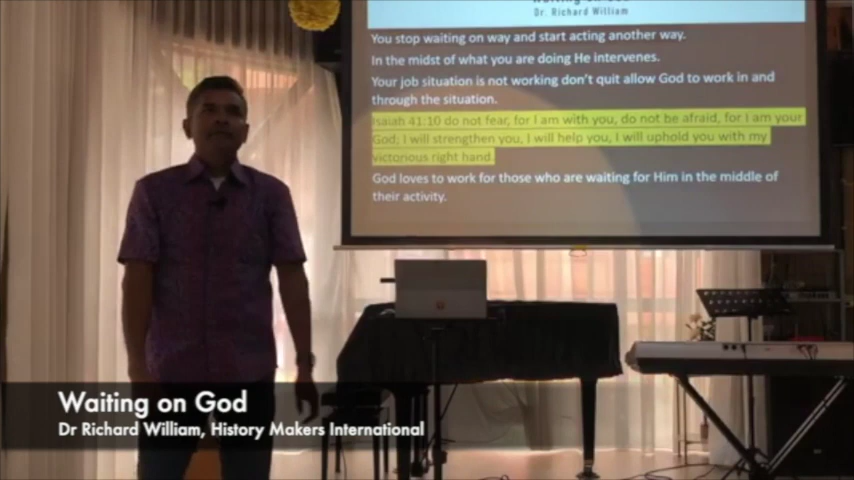 Dr. Richard William
You stop waiting on way and start acting another way.
In the midst of what you are doing He intervenes.
Your job situation is not working don't quit allow God to work in and
through the situation.
Isaiah 41:10 do not fear, for I am with you, do not be afraid, for I am your
God; I will strengthen you, I will help you, I will uphold you with my
victorious right hand.
God loves to work for those who are waiting for Him in the middle of
their activity.
Waiting on God
Dr Richard William, History Makers International